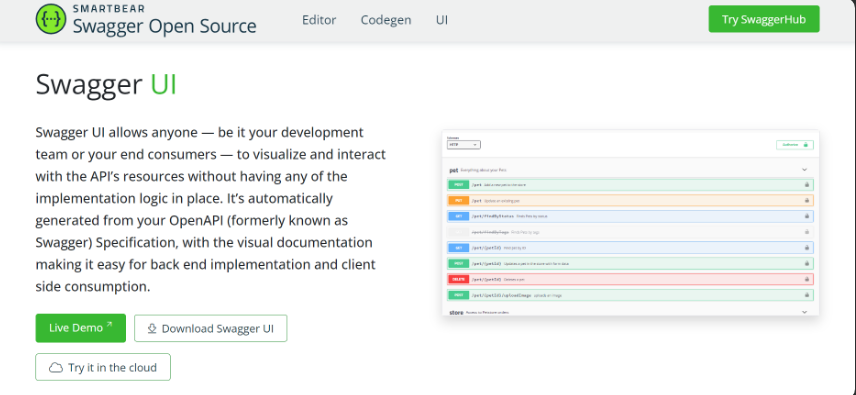 SMARTBEAR
Swagger Open Source
Editor
Codegen
UI
Try SwaggerHub
Swagger UI
Swagger UI allows anyone — be it your development
team or your end consumers — to visualize and interact
with the API’s resources without having any of the
implementation logic in place. It’s automatically
generated from your OpenAPI (formerly known as
Swagger) Specification, with the visual documentation
making it easy for back end implementation and client
side consumption.
Live Demo
Download Swagger UI
Try it in the cloud
pet Everything about your Pets
POST /pet Add a new pet to the store
PUT /pet Update an existing pet
GET /pet/findByStatus Finds Pets by status
/pet/findByTags Finds Pets by tags
GET /pet/{petId} Find pet by ID
POST /pet/{petId} Updates a pet in the store with form data
DELETE /pet/{petId} Deletes a pet
POST /pet/{petId}/uploadImage uploads an image
store Access to Petstore orders